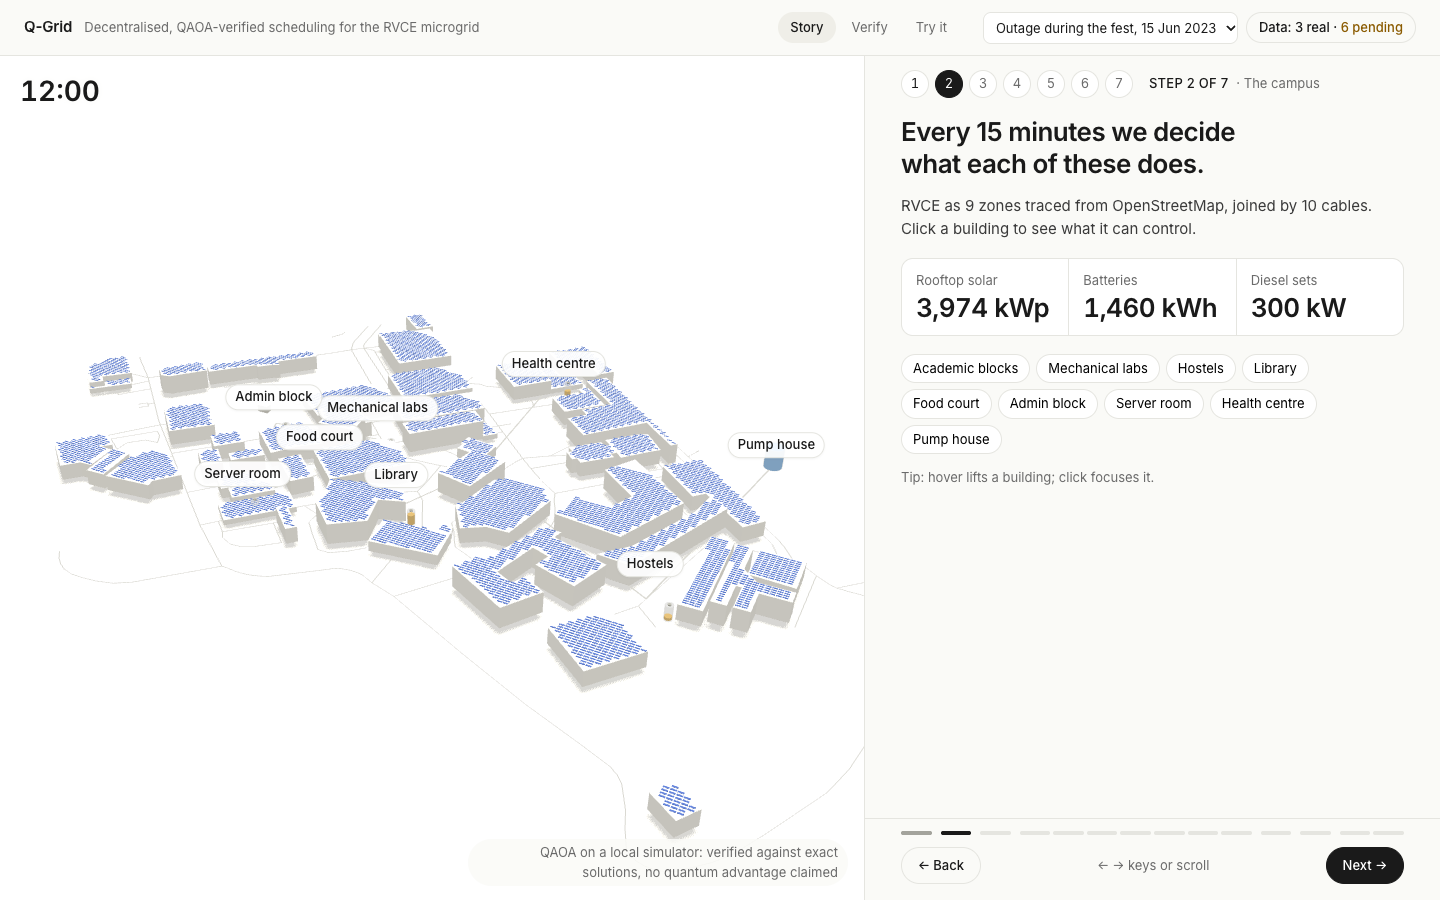 Q-Grid Decentralised, QAOA-verified scheduling for the RVCE microgrid
Story Verify Try it
Outage during the fest, 15 Jun 2023
Data: 3 real · 6 pending
12:00
Health centre
Admin block
Mechanical labs
Food court
Pump house
Server room
Library
Hostels
QAOA on a local simulator: verified against exact
solutions, no quantum advantage claimed
1 2 3 4 5 6 7 STEP 2 OF 7 · The campus
Every 15 minutes we decide
what each of these does.
RVCE as 9 zones traced from OpenStreetMap, joined by 10 cables.
Click a building to see what it can control.
Rooftop solar
3,974 kWp
Batteries
1,460 kWh
Diesel sets
300 kW
Academic blocks Mechanical labs Hostels Library
Food court Admin block Server room Health centre
Pump house
Tip: hover lifts a building; click focuses it.
← Back
← → keys or scroll
Next →